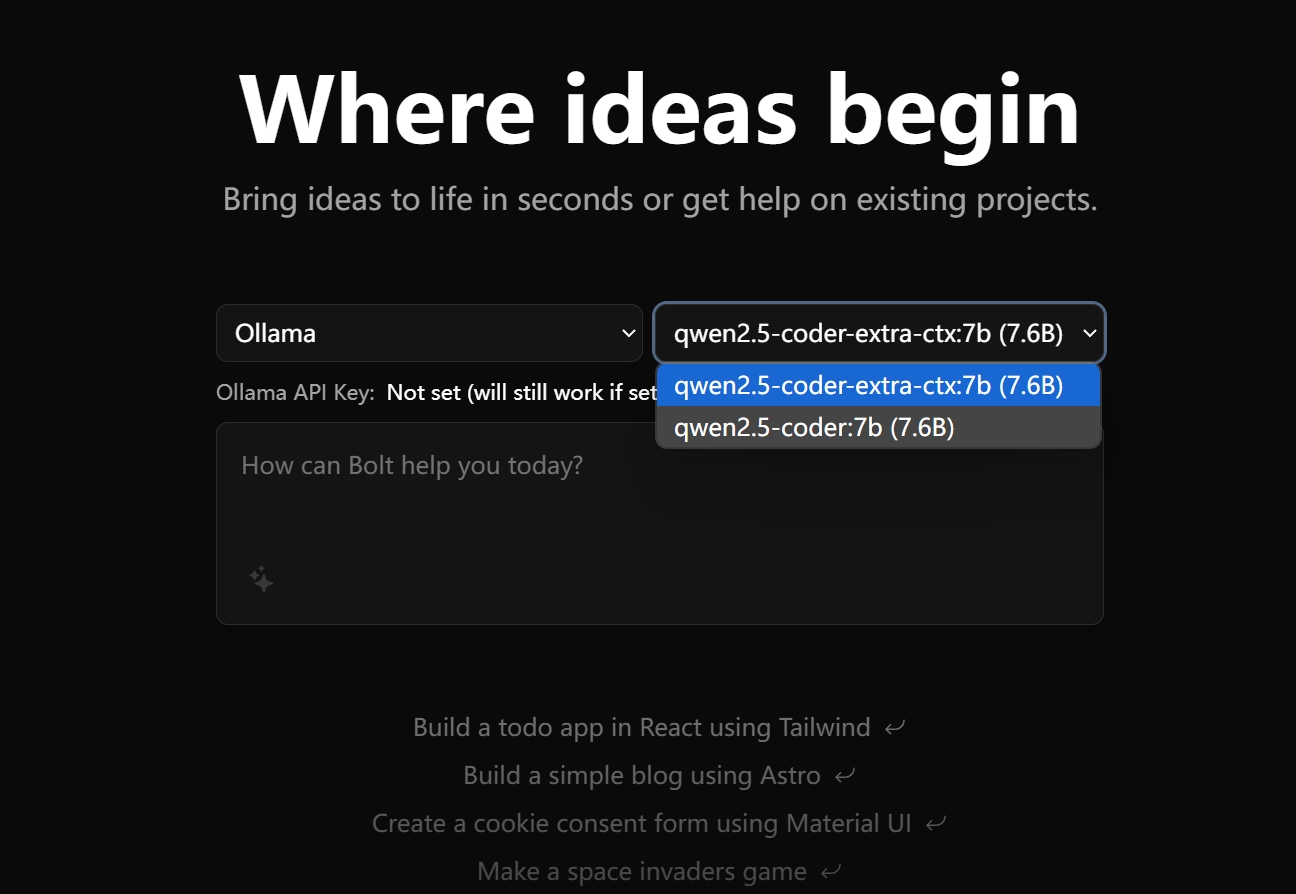 Where ideas begin
Bring ideas to life in seconds or get help on existing projects.
Ollama
qwen2.5-coder-extra-ctx:7b (7.6B)
qwen2.5-coder-extra-ctx:7b (7.6B)
qwen2.5-coder:7b (7.6B)
Ollama API Key: Not set (will still work if set
How can Bolt help you today?
Build a todo app in React using Tailwind
Build a simple blog using Astro
Create a cookie consent form using Material UI
Make a space invaders game